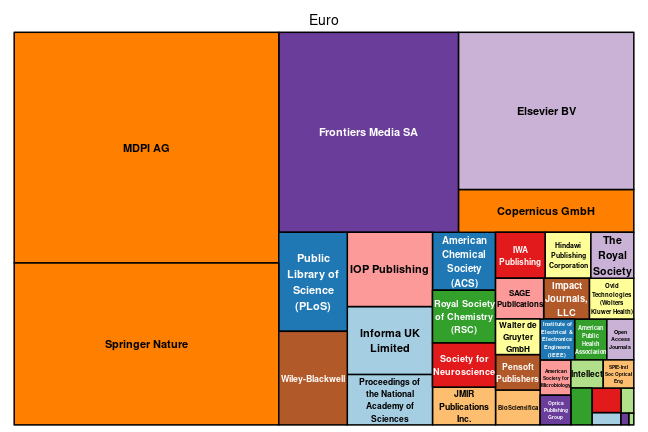 Euro
MDPI AG
Springer Nature
Frontiers Media SA
Elsevier BV
Copernicus GmbH
Public
Library of
Science
(PLoS)
Wiley-Blackwell
IOP Publishing
Informa UK
Limited
Proceedings of
the National
Academy of
Sciences
American
Chemical
Society
(ACS)
Royal Society
of Chemistry
(RSC)
Society for
Neuroscience
JMIR
Publications
Inc.
IWA
Publishing
Hindawi
Publishing
Corporation
The
Royal
Society
SAGE
Publications
Impact
Journals,
LLC
Ovid
Technologies
(Wolters
Kluwer Health)
Walter de
Gruyter
GmbH
Pensoft
Publishers
BioScientifica
Institute of
Electrical &
Electronics
Engineers
(IEEE)
American
Public
Health
Association
Open
Access
Journals
American
Society for
Microbiology
Intellect
SPIE-Intl
Soc Optical
Eng
Optica
Publishing
Group